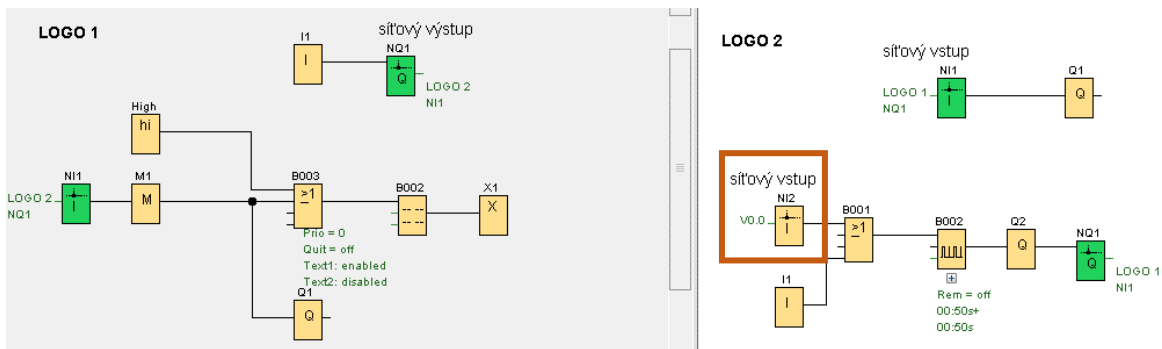 LOGO 1
síťový výstup
I1
I
NQ1
Q
LOGO 2
NI1
High
hi
NI1
I
LOGO 2
NQ1
M1
M
B003
>1
Prio = 0
Quit = off
Text1: enabled
Text2: disabled
B002
X1
X
Q1
Q
LOGO 2
síťový vstup
NI1
I
LOGO 1
NQ1
Q1
Q
síťový vstup
NI2
I
V0.0
B001
>1
I1
I
B002
Rem = off
00:50s+
00:50s
Q2
Q
NQ1
Q
LOGO 1
NI1